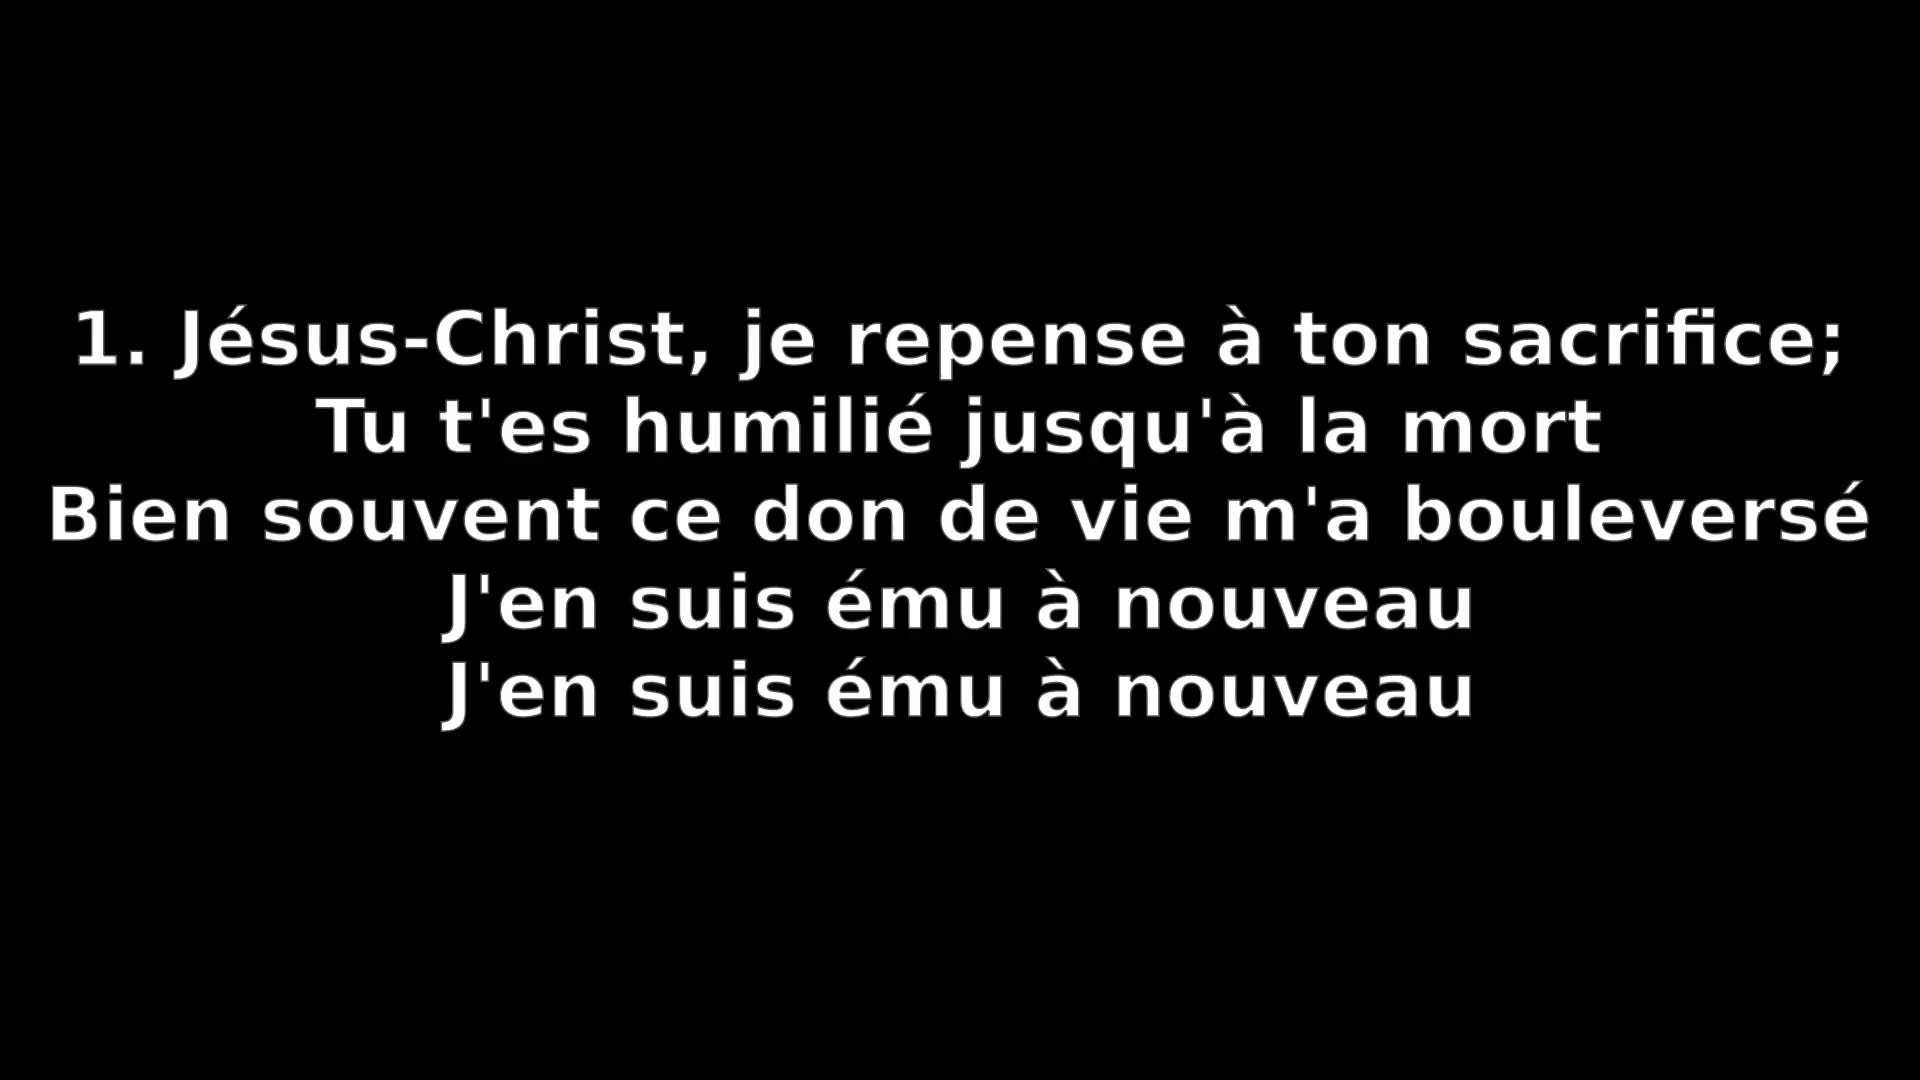 1. Jésus-Christ, je repense à ton sacrifice;
Tu t'es humilié jusqu'à la mort
Bien souvent ce don de vie m'a bouleversé
J'en suis ému à nouveau
J'en suis ému à nouveau